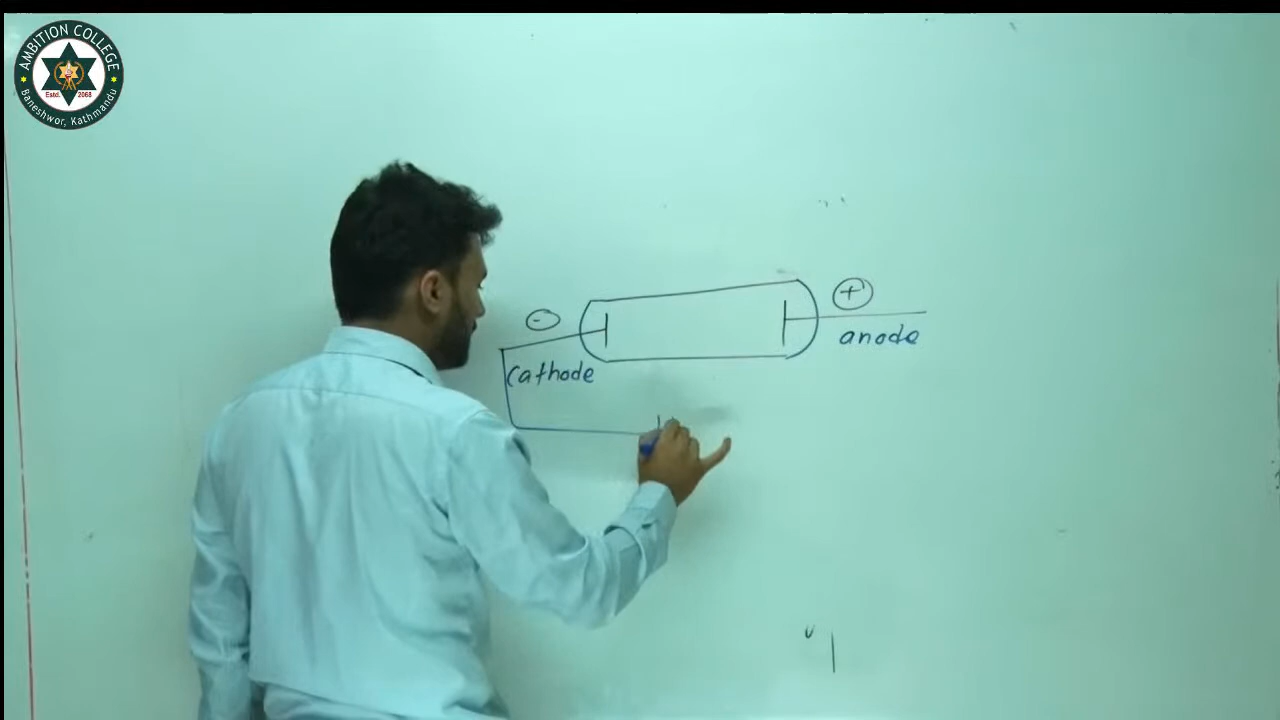 AMBITION COLLEGE
Estd. 2068
Baneshwor, Kathmandu
- +
cathode anode